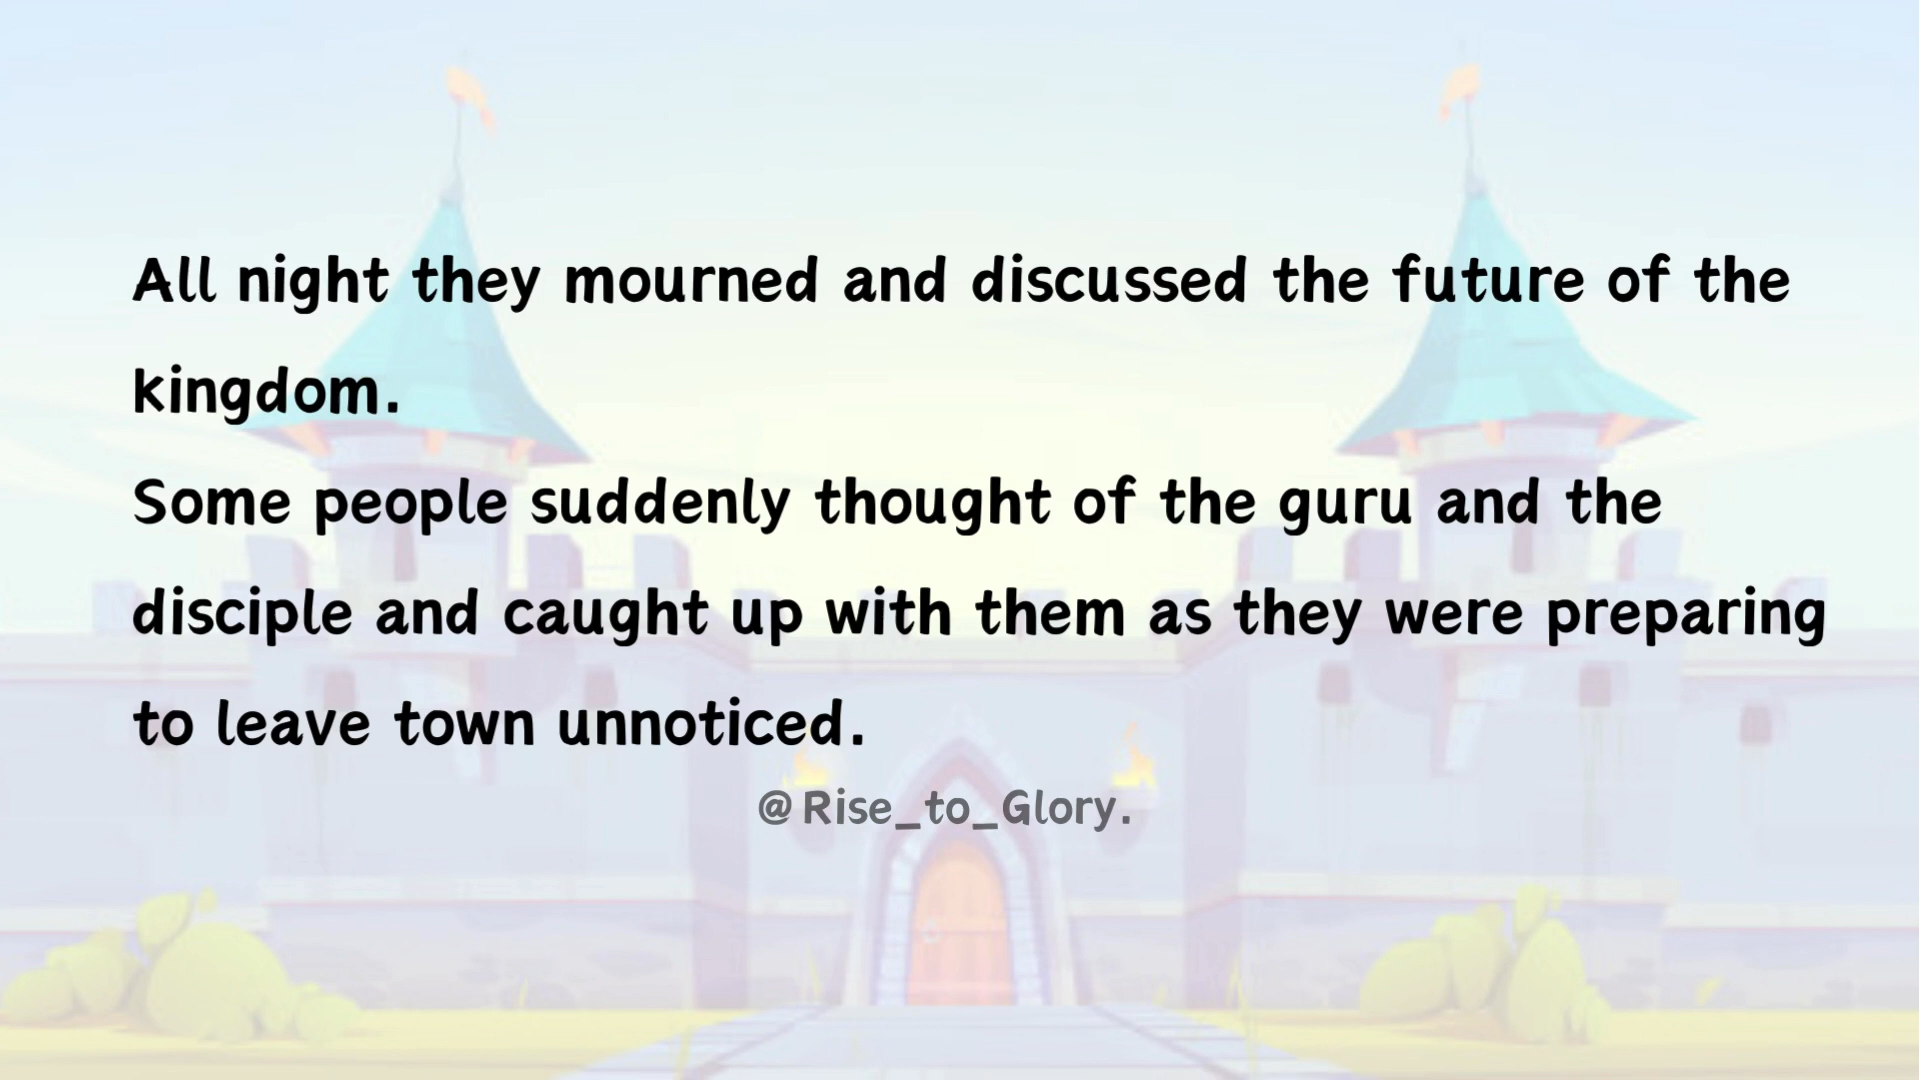 All night they mourned and discussed the future of the
kingdom.
Some people suddenly thought of the guru and the
disciple and caught up with them as they were preparing
to leave town unnoticed.
@Rise_to_Glory.